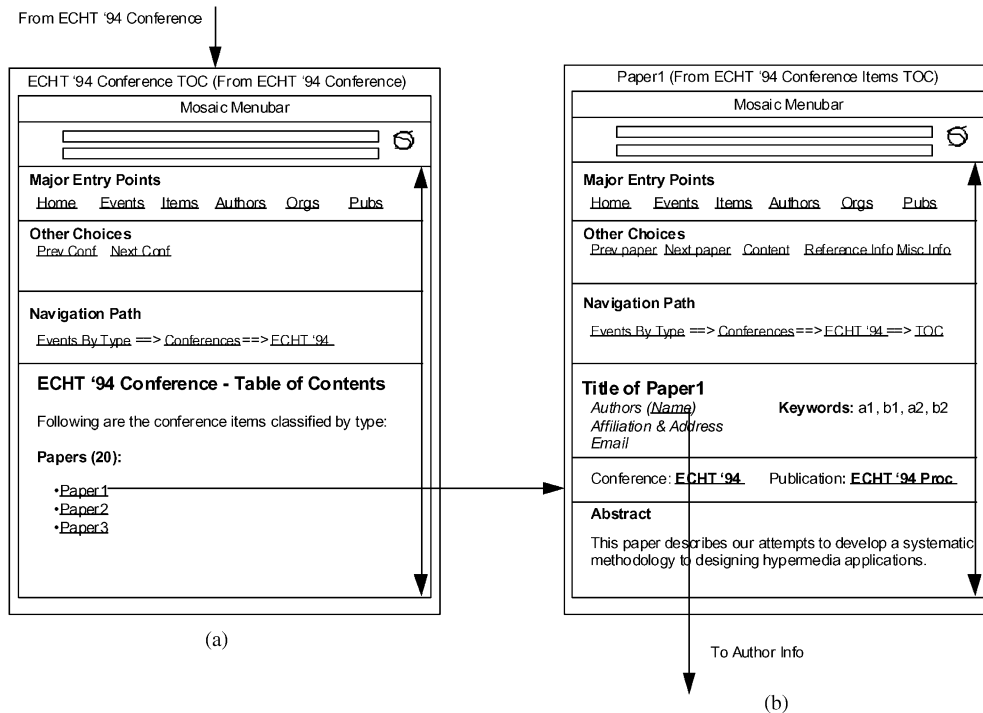 From ECHT ‘94 Conference
ECHT ‘94 Conference TOC (From ECHT ‘94 Conference)
Mosaic Menubar
Major Entry Points
Home Events Items Authors Orgs Pubs
Other Choices
Prev Conf Next Conf
Navigation Path
Events By Type ==> Conferences==>ECHT ‘94
ECHT ‘94 Conference - Table of Contents
Following are the conference items classified by type:
Papers (20):
•Paper1
•Paper2
•Paper3
(a)
Paper1 (From ECHT ‘94 Conference Items TOC)
Mosaic Menubar
Major Entry Points
Home Events Items Authors Orgs Pubs
Other Choices
Prev paper Next paper Content Reference Info Misc Info
Navigation Path
Events By Type ==> Conferences==>ECHT ‘94==> TOC
Title of Paper1
Authors (Name) Keywords: a1, b1, a2, b2
Affiliation & Address
Email
Conference: ECHT ‘94 Publication: ECHT ‘94 Proc
Abstract
This paper describes our attempts to develop a systematic
methodology to designing hypermedia applications.
To Author Info
(b)